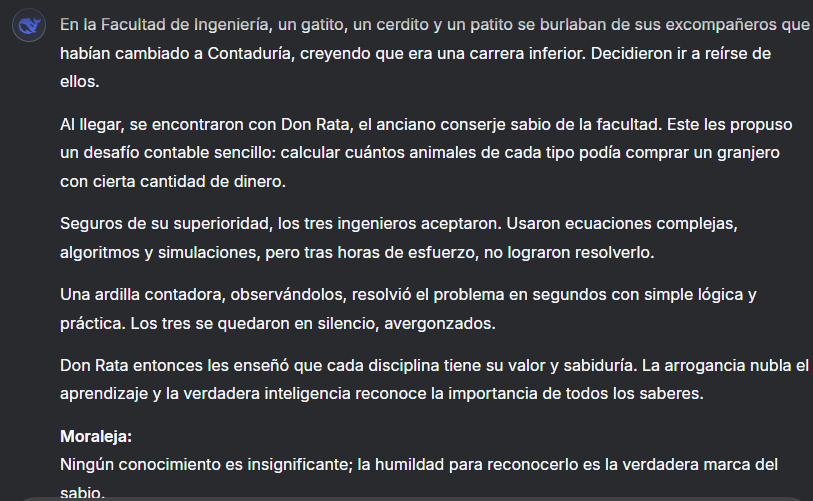 En la Facultad de Ingeniería, un gatito, un cerdito y un patito se burlaban de sus excompañeros que
habían cambiado a Contaduría, creyendo que era una carrera inferior. Decidieron ir a reírse de
ellos.
Al llegar, se encontraron con Don Rata, el anciano conserje sabio de la facultad. Este les propuso
un desafío contable sencillo: calcular cuántos animales de cada tipo podía comprar un granjero
con cierta cantidad de dinero.
Seguros de su superioridad, los tres ingenieros aceptaron. Usaron ecuaciones complejas,
algoritmos y simulaciones, pero tras horas de esfuerzo, no lograron resolverlo.
Una ardilla contadora, observándolos, resolvió el problema en segundos con simple lógica y
práctica. Los tres se quedaron en silencio, avergonzados.
Don Rata entonces les enseñó que cada disciplina tiene su valor y sabiduría. La arrogancia nubla el
aprendizaje y la verdadera inteligencia reconoce la importancia de todos los saberes.
Moraleja:
Ningún conocimiento es insignificante; la humildad para reconocerlo es la verdadera marca del
sabio.